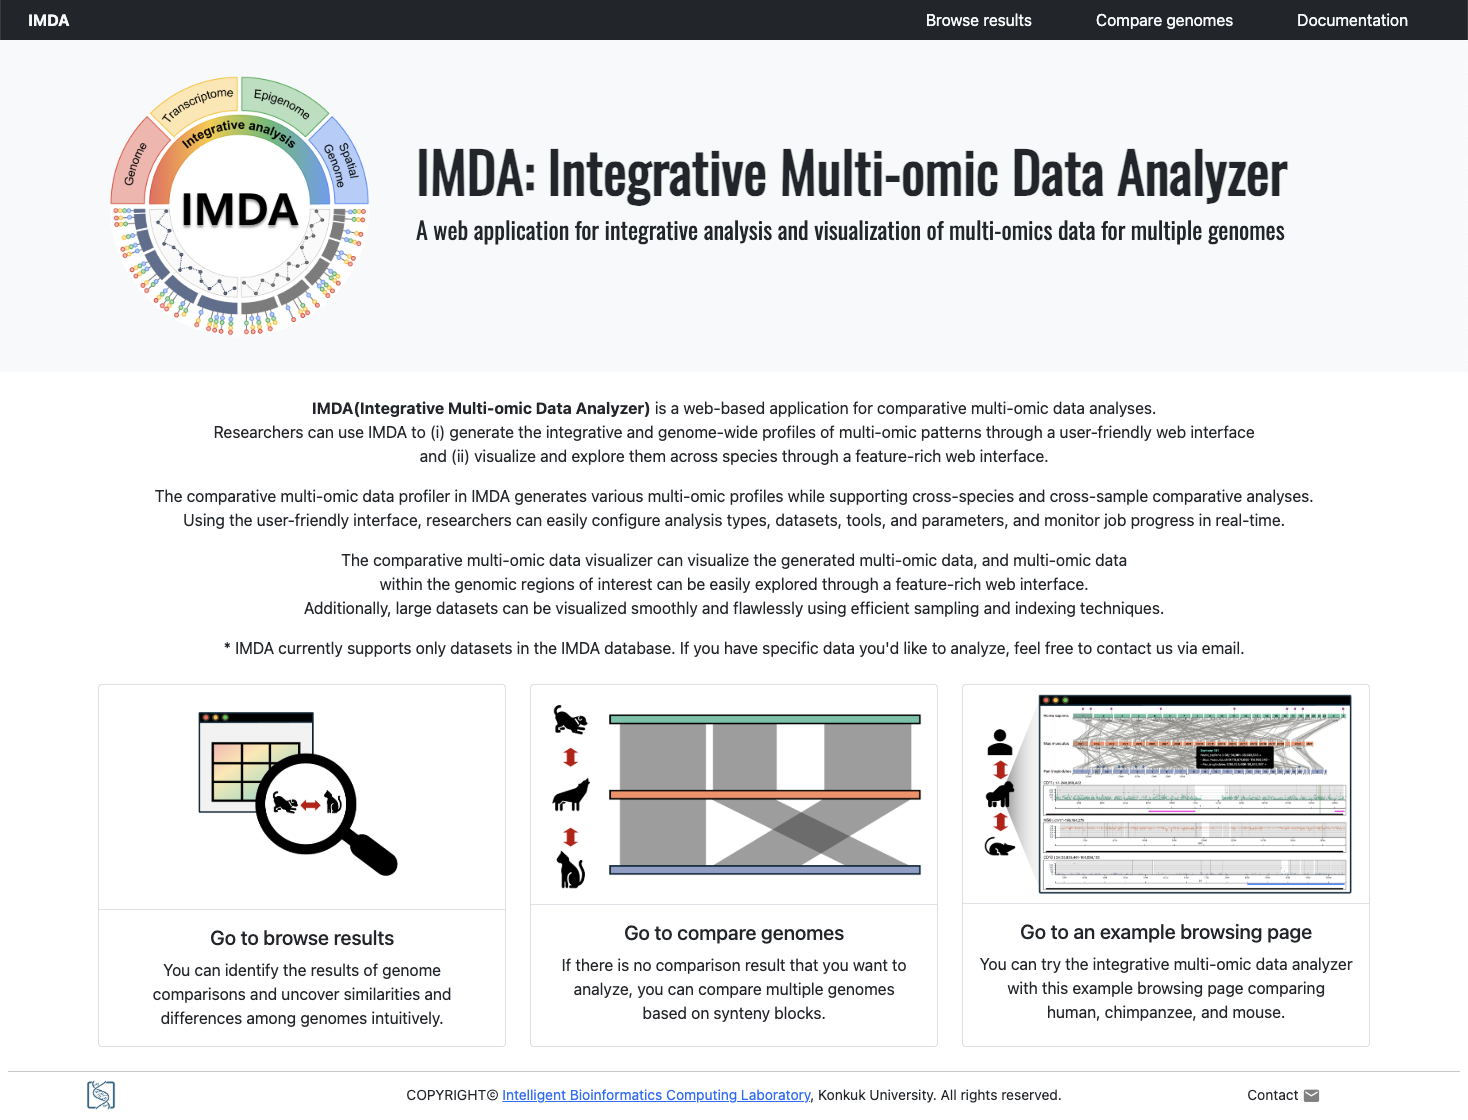 IMDA
Browse results
Compare genomes
Documentation
Genome
Transcriptome
Epigenome
Spatial
Genome
Integrative analysis
IMDA
IMDA: Integrative Multi-omic Data Analyzer
A web application for integrative analysis and visualization of multi-omics data for multiple genomes
IMDA(Integrative Multi-omic Data Analyzer) is a web-based application for comparative multi-omic data analyses.
Researchers can use IMDA to (i) generate the integrative and genome-wide profiles of multi-omic patterns through a user-friendly web interface
and (ii) visualize and explore them across species through a feature-rich web interface.
The comparative multi-omic data profiler in IMDA generates various multi-omic profiles while supporting cross-species and cross-sample comparative analyses.
Using the user-friendly interface, researchers can easily configure analysis types, datasets, tools, and parameters, and monitor job progress in real-time.
The comparative multi-omic data visualizer can visualize the generated multi-omic data, and multi-omic data
within the genomic regions of interest can be easily explored through a feature-rich web interface.
Additionally, large datasets can be visualized smoothly and flawlessly using efficient sampling and indexing techniques.
* IMDA currently supports only datasets in the IMDA database. If you have specific data you'd like to analyze, feel free to contact us via email.
Homo sapiens
Mus musculus
Pan troglodytes
Go to browse results
You can identify the results of genome
comparisons and uncover similarities and
differences among genomes intuitively.
Go to compare genomes
If there is no comparison result that you want to
analyze, you can compare multiple genomes
based on synteny blocks.
Go to an example browsing page
You can try the integrative multi-omic data analyzer
with this example browsing page comparing
human, chimpanzee, and mouse.
COPYRIGHT© Intelligent Bioinformatics Computing Laboratory, Konkuk University. All rights reserved.
Contact